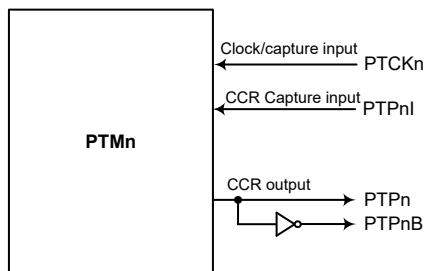 Clock/capture input
PTCKn
CCR Capture input
PTPnI
PTMn
CCR output
PTPn
PTPnB